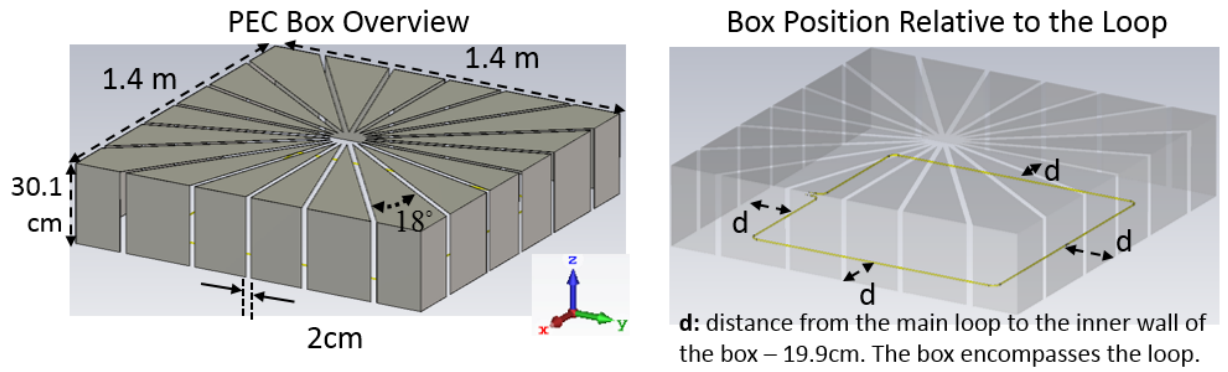 PEC Box Overview
1.4 m
1.4 m
30.1
cm
18°
2cm
z
x
y
Box Position Relative to the Loop
d
d
d
d
d: distance from the main loop to the inner wall of
the box – 19.9cm. The box encompasses the loop.